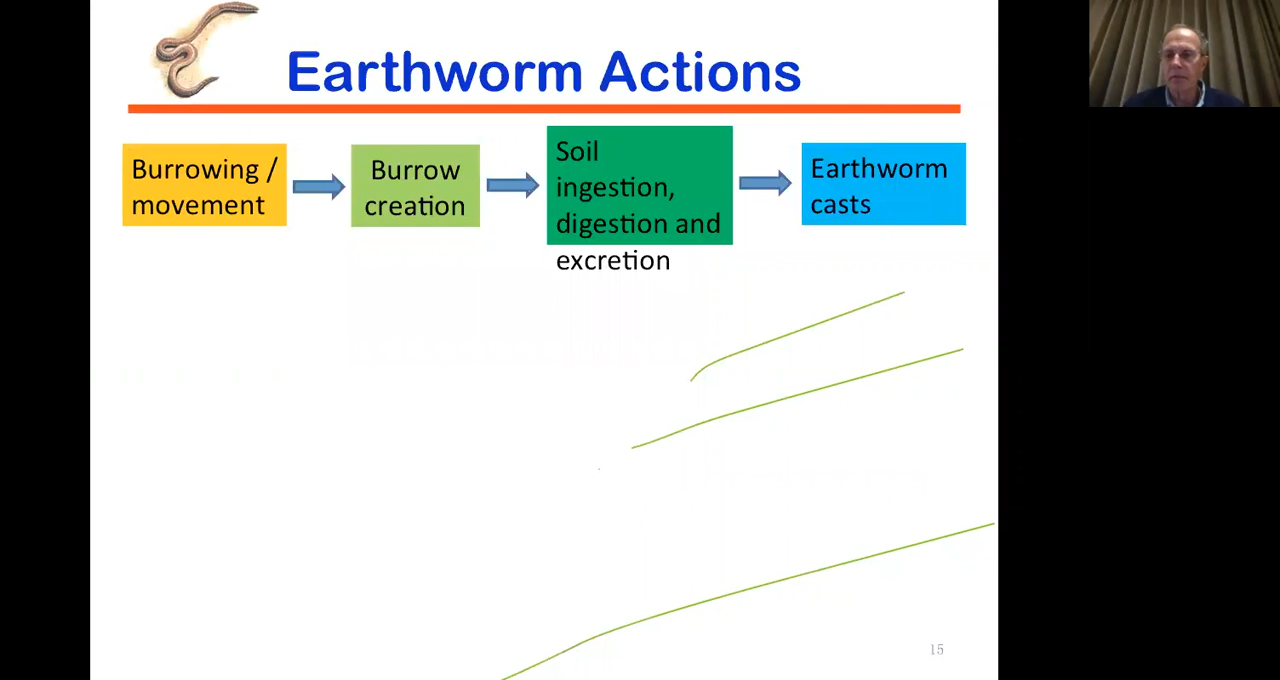 Earthworm Actions
Burrowing /
movement
Burrow
creation
Soil
ingestion,
digestion and
excretion
Earthworm
casts
15